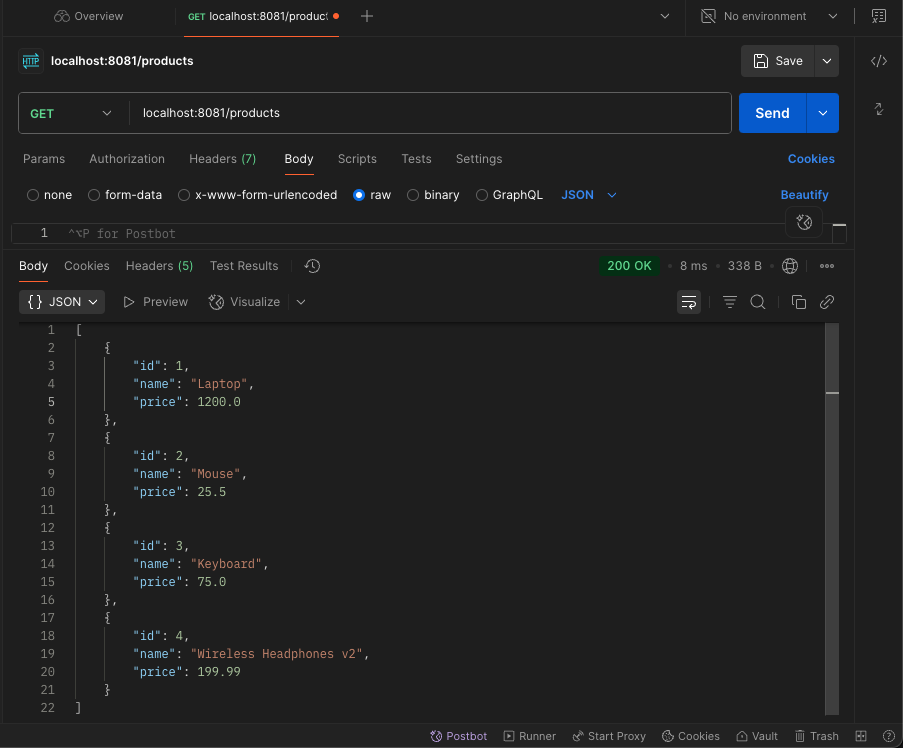 Overview
GET localhost:8081/product
No environment
HTTP localhost:8081/products
Save
GET localhost:8081/products
Send
Params Authorization Headers (7) Body Scripts Tests Settings Cookies
none form-data x-www-form-urlencoded raw binary GraphQL JSON Beautify
1 ^⌥P for Postbot
Body Cookies Headers (5) Test Results 200 OK • 8 ms • 338 B
{} JSON Preview Visualize
1 [
2 {
3 "id": 1,
4 "name": "Laptop",
5 "price": 1200.0
6 },
7 {
8 "id": 2,
9 "name": "Mouse",
10 "price": 25.5
11 },
12 {
13 "id": 3,
14 "name": "Keyboard",
15 "price": 75.0
16 },
17 {
18 "id": 4,
19 "name": "Wireless Headphones v2",
20 "price": 199.99
21 }
22 ]
Postbot Runner Start Proxy Cookies Vault Trash